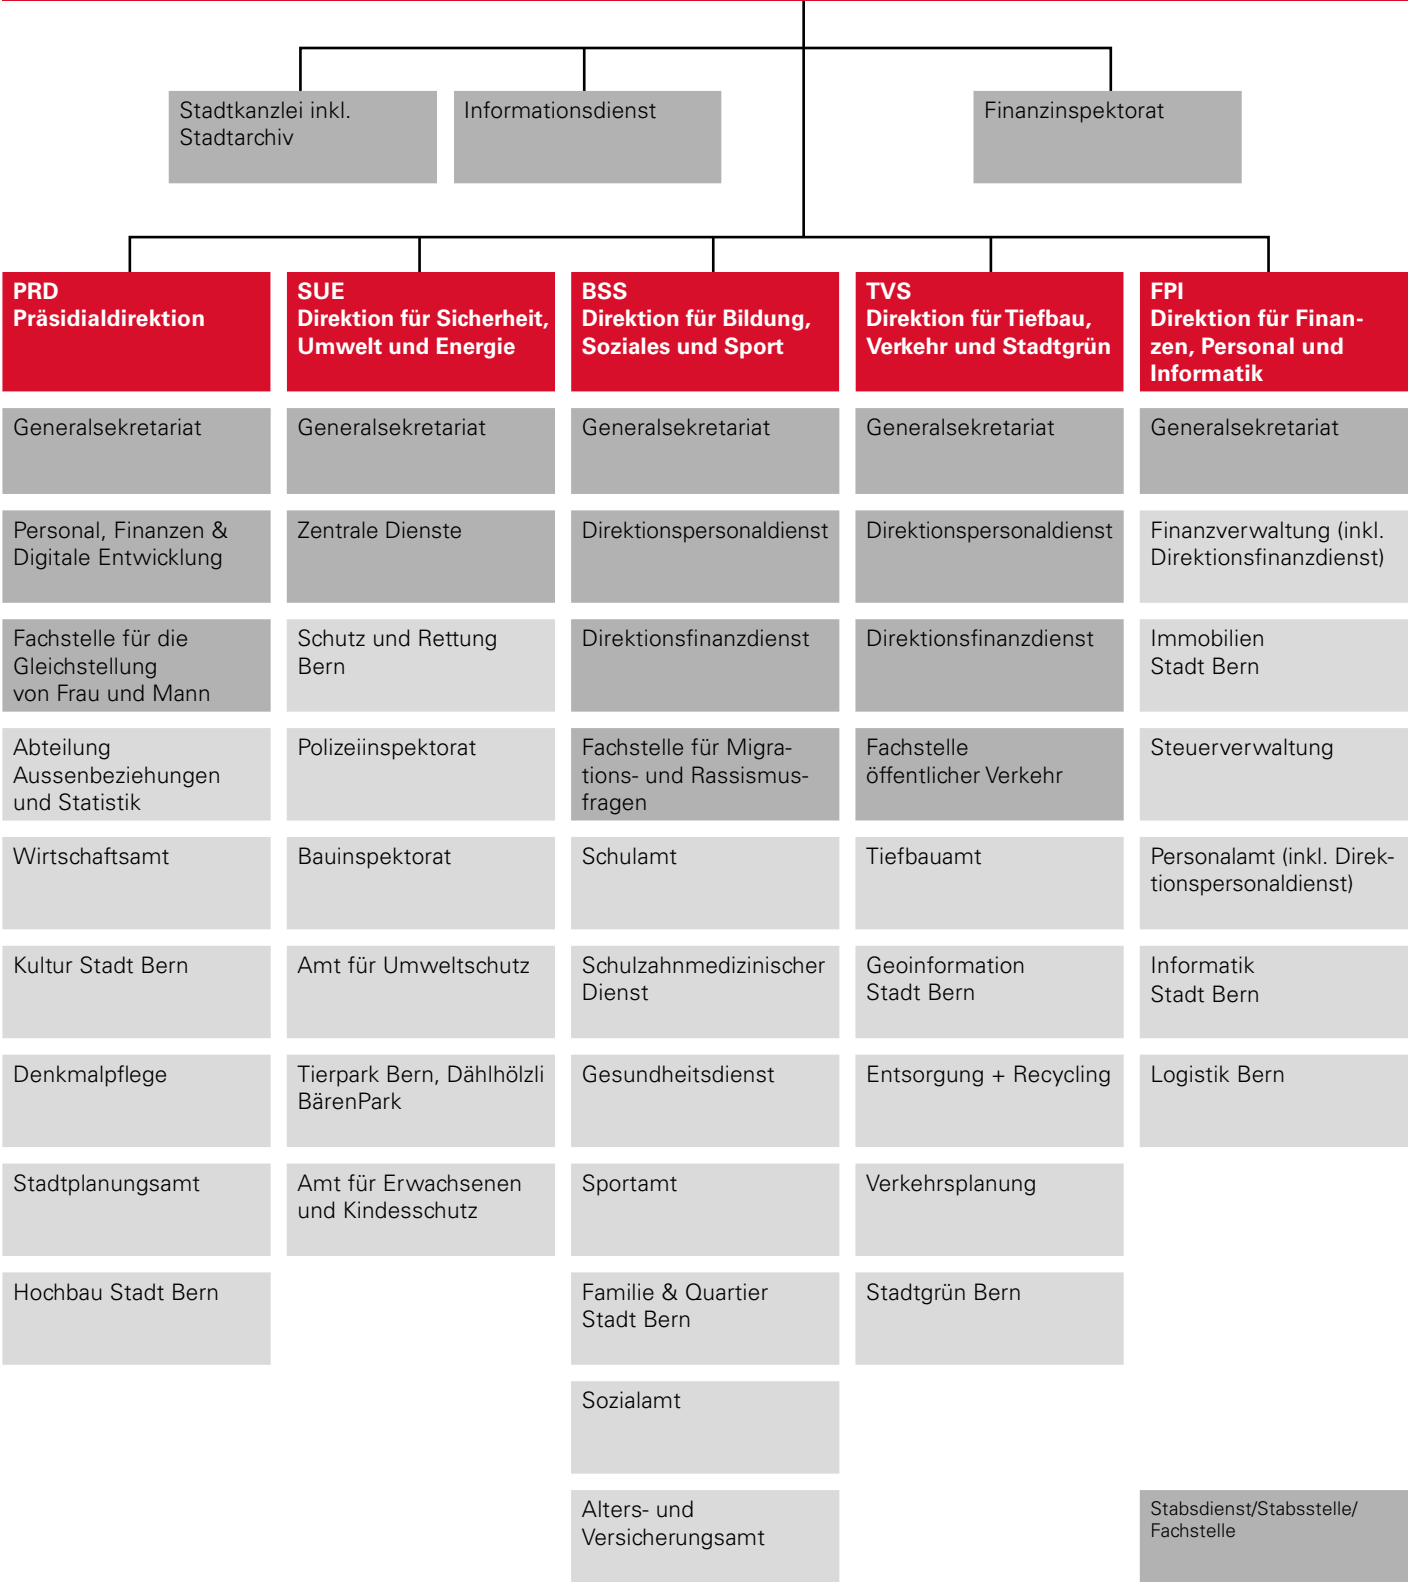 Stadtkanzlei inkl.
Stadtarchiv
Informationsdienst
Finanzinspektorat
PRD
Präsidialdirektion
SUE
Direktion für Sicherheit,
Umwelt und Energie
BSS
Direktion für Bildung,
Soziales und Sport
TVS
Direktion für Tiefbau,
Verkehr und Stadtgrün
FPI
Direktion für Finan-
zen, Personal und
Informatik
Generalsekretariat
Generalsekretariat
Generalsekretariat
Generalsekretariat
Generalsekretariat
Personal, Finanzen &
Digitale Entwicklung
Zentrale Dienste
Direktionspersonaldienst
Direktionspersonaldienst
Finanzverwaltung (inkl.
Direktionsfinanzdienst)
Fachstelle für die
Gleichstellung
von Frau und Mann
Schutz und Rettung
Bern
Direktionsfinanzdienst
Direktionsfinanzdienst
Immobilien
Stadt Bern
Abteilung
Aussenbeziehungen
und Statistik
Polizeiinspektorat
Fachstelle für Migra-
tions- und Rassismus-
fragen
Fachstelle
öffentlicher Verkehr
Steuerverwaltung
Wirtschaftsamt
Bauinspektorat
Schulamt
Tiefbauamt
Personalamt (inkl. Direk-
tionspersonaldienst)
Kultur Stadt Bern
Amt für Umweltschutz
Schulzahnmedizinischer
Dienst
Geoinformation
Stadt Bern
Informatik
Stadt Bern
Denkmalpflege
Tierpark Bern, Dählhölzli
BärenPark
Gesundheitsdienst
Entsorgung + Recycling
Logistik Bern
Stadtplanungsamt
Amt für Erwachsenen
und Kindesschutz
Sportamt
Verkehrsplanung
Hochbau Stadt Bern
Familie & Quartier
Stadt Bern
Stadtgrün Bern
Sozialamt
Alters- und
Versicherungsamt
Stabsdienst/Stabsstelle/
Fachstelle